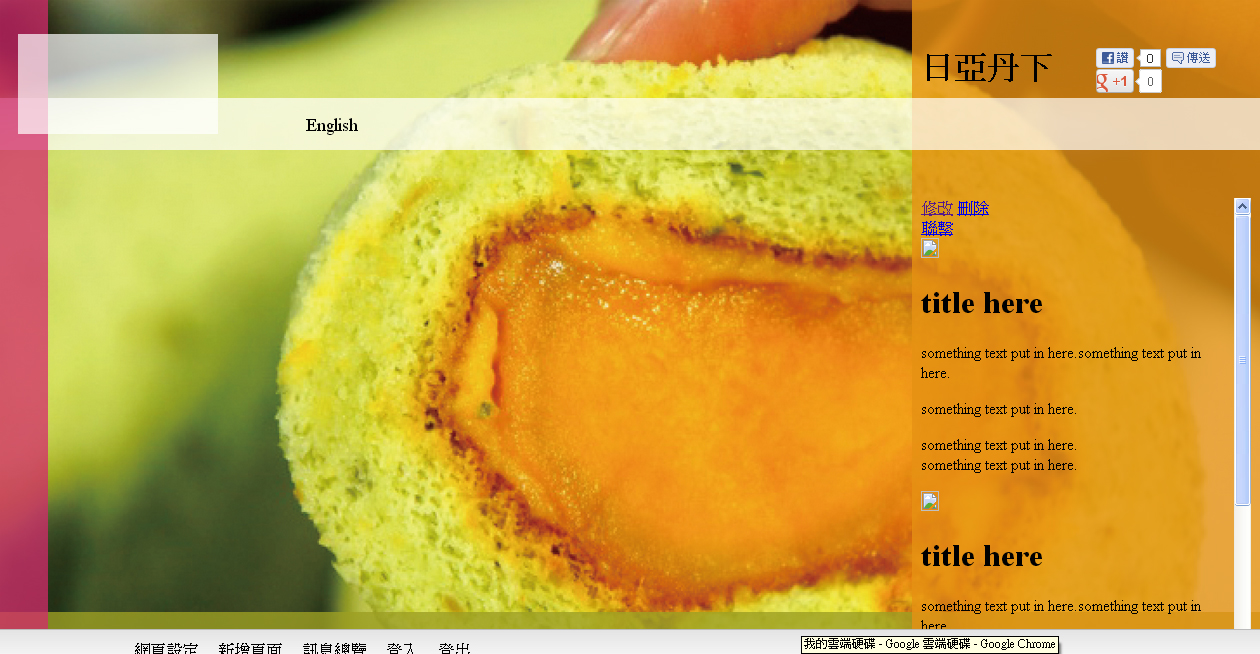 日亞丹下
讚 0 傳送
+1 0
English
修改 刪除
聯繫
title here
something text put in here.something text put in
here.
something text put in here.
something text put in here.
something text put in here.
title here
something text put in here.something text put in
here.
網頁設定 新增頁面 訊息總覽 登入 登出
我的雲端硬碟 - Google 雲端硬碟 - Google Chrome